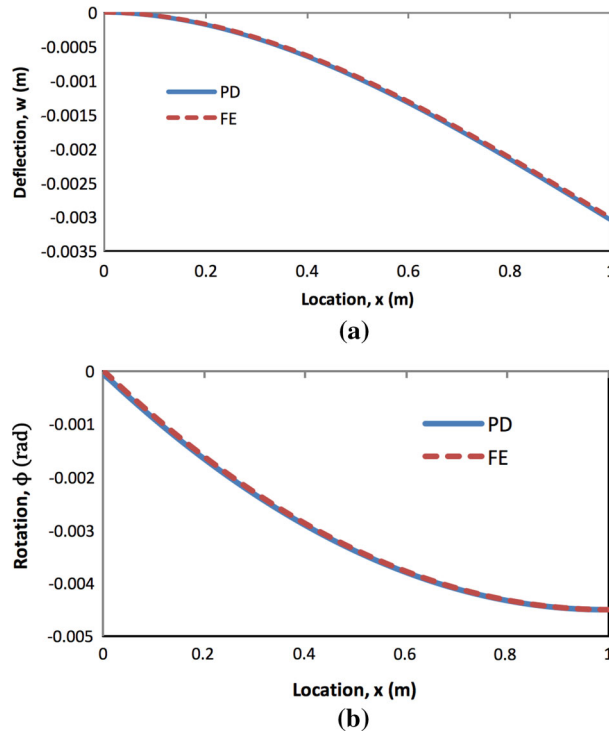 0
-0.0005
-0.001
-0.0015
-0.002
-0.0025
-0.003
-0.0035
Deflection, w (m)
PD
FE
0
0.2
0.4
0.6
0.8
1
Location, x (m)
(a)
0
-0.001
-0.002
-0.003
-0.004
-0.005
Rotation, ϕ (rad)
PD
FE
0
0.2
0.4
0.6
0.8
1
Location, x (m)
(b)